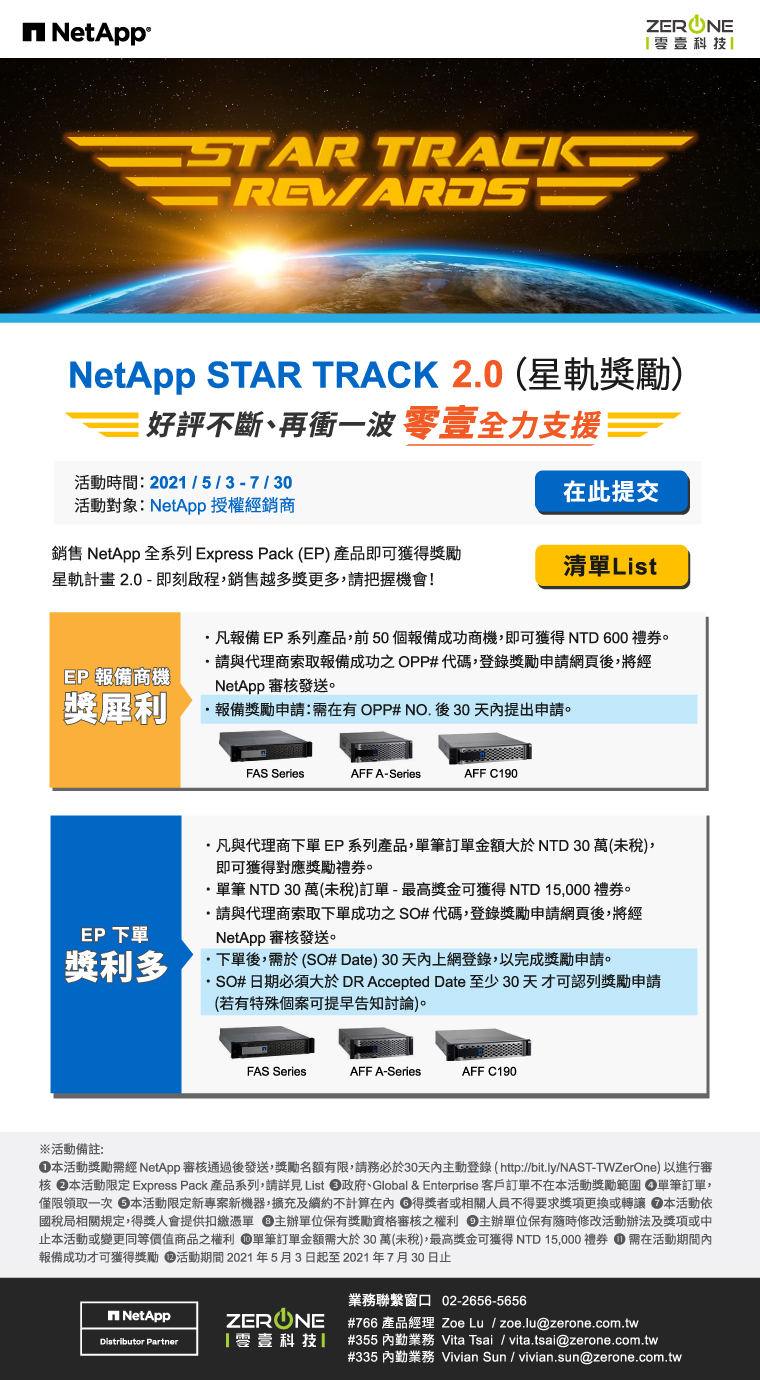 NetApp
ZERONE
零壹科技
STAR TRACK
REWARDS
NetApp STAR TRACK 2.0（星軌獎勵）
好評不斷、再衝一波 零壹全力支援
活動時間：2021 / 5 / 3 - 7 / 30
活動對象：NetApp 授權經銷商
在此提交
銷售 NetApp 全系列 Express Pack (EP) 產品即可獲得獎勵
星軌計畫 2.0 - 即刻啟程，銷售越多獎更多，請把握機會！
清單List
EP 報備商機
獎犀利
・凡報備 EP 系列產品，前 50 個報備成功商機，即可獲得 NTD 600 禮券。
・請與代理商索取報備成功之 OPP# 代碼，登錄獎勵申請網頁後，將經
NetApp 審核發送。
・報備獎勵申請：需在有 OPP# NO. 後 30 天內提出申請。
FAS Series
AFF A-Series
AFF C190
EP 下單
獎利多
・凡與代理商下單 EP 系列產品，單筆訂單金額大於 NTD 30 萬(未稅)，
即可獲得對應獎勵禮券。
・單筆 NTD 30 萬(未稅)訂單 - 最高獎金可獲得 NTD 15,000 禮券。
・請與代理商索取下單成功之 SO# 代碼，登錄獎勵申請網頁後，將經
NetApp 審核發送。
・下單後，需於 (SO# Date) 30 天內上網登錄，以完成獎勵申請。
・SO# 日期必須大於 DR Accepted Date 至少 30 天 才可認列獎勵申請
(若有特殊個案可提早告知討論)。
FAS Series
AFF A-Series
AFF C190
※活動備註:
❶本活動獎勵需經 NetApp 審核通過後發送，獎勵名額有限，請務必於30天內主動登錄 ( http://bit.ly/NAST-TWZerOne) 以進行審
核 ❷本活動限定 Express Pack 產品系列，請詳見 List ❸政府、Global & Enterprise 客戶訂單不在本活動獎勵範圍 ❹單筆訂單，
僅限領取一次 ❺本活動限定新專案新機器，擴充及續約不計算在內 ❻得獎者或相關人員不得要求獎項更換或轉讓 ❼本活動依
國稅局相關規定，得獎人會提供扣繳憑單 ❽主辦單位保有獎勵資格審核之權利 ❾主辦單位保有隨時修改活動辦法及獎項或中
止本活動或變更同等價值商品之權利 ❿單筆訂單金額需大於 30 萬(未稅)，最高獎金可獲得 NTD 15,000 禮券 ⓫ 需在活動期間內
報備成功才可獲得獎勵 ⓬活動期間 2021 年 5 月 3 日起至 2021 年 7 月 30 日止
NetApp
Distributor Partner
ZERONE
零壹科技
業務聯繫窗口 02-2656-5656
#766 產品經理 Zoe Lu / zoe.lu@zerone.com.tw
#355 內勤業務 Vita Tsai / vita.tsai@zerone.com.tw
#335 內勤業務 Vivian Sun / vivian.sun@zerone.com.tw